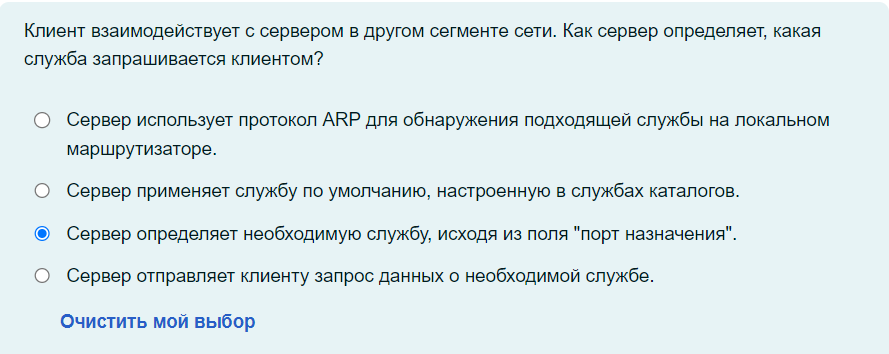 Клиент взаимодействует с сервером в другом сегменте сети. Как сервер определяет, какая
служба запрашивается клиентом?
Сервер использует протокол ARP для обнаружения подходящей службы на локальном
маршрутизаторе.
Сервер применяет службу по умолчанию, настроенную в службах каталогов.
Сервер определяет необходимую службу, исходя из поля "порт назначения".
Сервер отправляет клиенту запрос данных о необходимой службе.
Очистить мой выбор